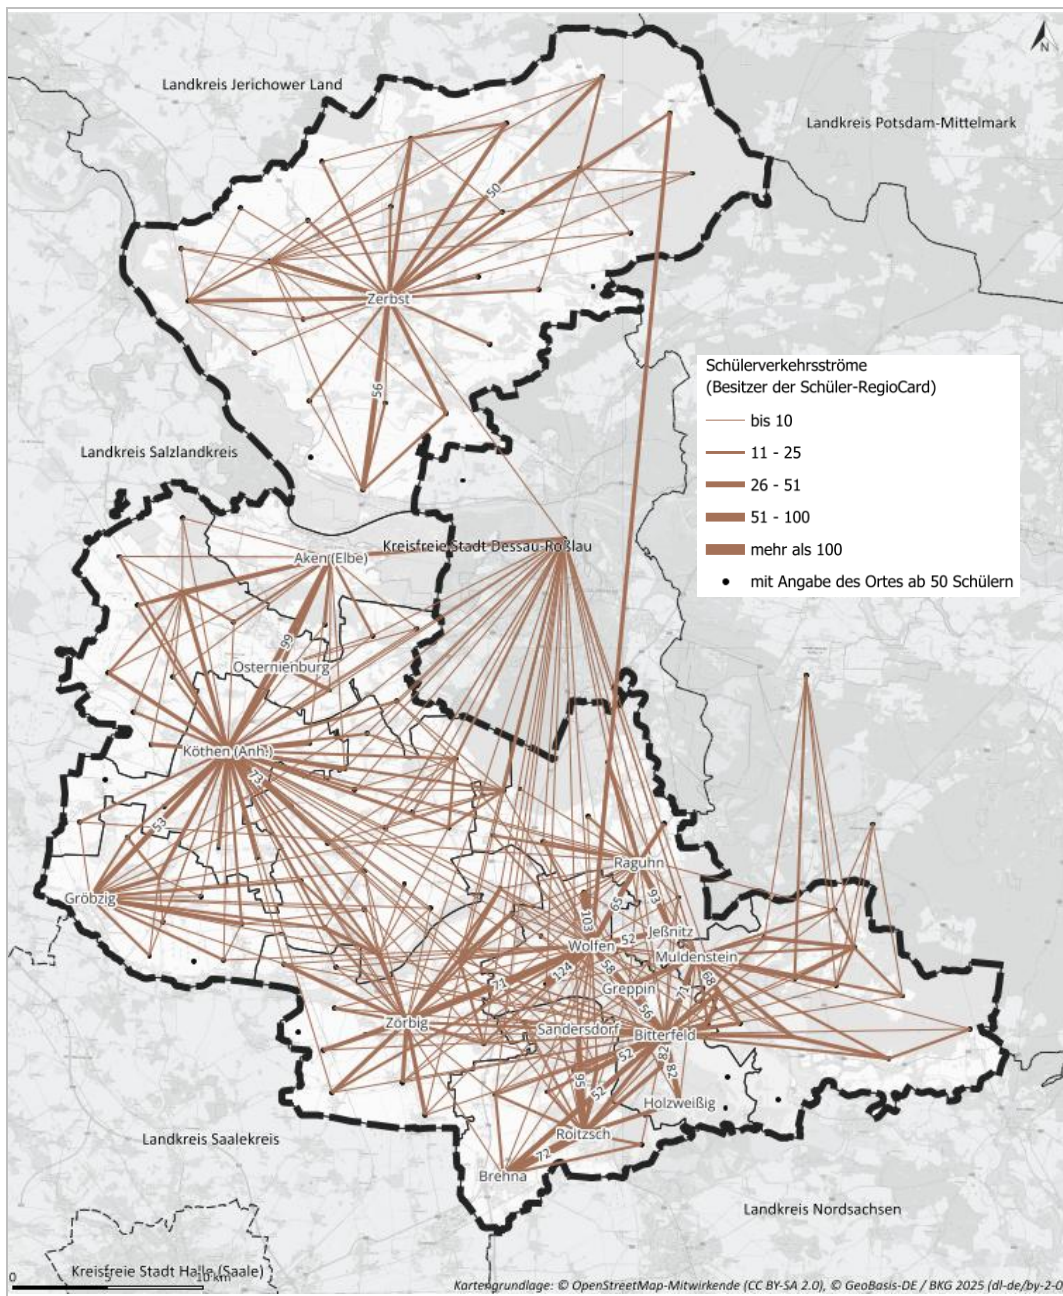 N
Landkreis Jerichower Land
Landkreis Potsdam-Mittelmark
50
Zerbst
Schülerverkehrsströme
(Besitzer der Schüler-RegioCard)
bis 10
11 - 25
26 - 51
51 - 100
mehr als 100
mit Angabe des Ortes ab 50 Schülern
56
Landkreis Salzlandkreis
Kreisfreie Stadt Dessau-Roßlau
Aken (Elbe)
99
Osternienburg
Köthen (Anh.)
73
53
Raguhn
Gröbzig
65
93
103
Jeßnitz
52
Wolfen
Muldenstein
58
124
71
68
Greppin
71
56
Zörbig
Sandersdorf
Bitterfeld
52
82
82
95
52
Holzweißig
Roitzsch
Landkreis Saalekreis
72
Brehna
Landkreis Nordsachsen
Kreisfreie Stadt Halle (Saale)
0
10 km
Kartengrundlage: © OpenStreetMap-Mitwirkende (CC BY-SA 2.0), © GeoBasis-DE / BKG 2025 (dl-de/by-2-0